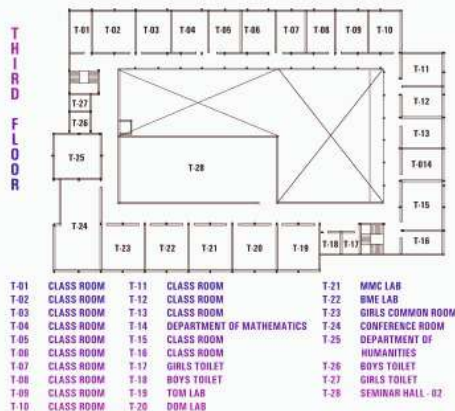 THIRD FLOOR
T-01 T-02 T-03 T-04 T-05 T-06 T-07 T-08 T-09 T-10
T-11
T-12
T-13
T-014
T-15
T-16
T-27
T-26
T-25
T-28
T-24
T-23 T-22 T-21 T-20 T-19 T-18 T-17
T-01 CLASS ROOM
T-02 CLASS ROOM
T-03 CLASS ROOM
T-04 CLASS ROOM
T-05 CLASS ROOM
T-06 CLASS ROOM
T-07 CLASS ROOM
T-08 CLASS ROOM
T-09 CLASS ROOM
T-10 CLASS ROOM
T-11 CLASS ROOM
T-12 CLASS ROOM
T-13 CLASS ROOM
T-14 DEPARTMENT OF MATHEMATICS
T-15 CLASS ROOM
T-16 CLASS ROOM
T-17 GIRLS TOILET
T-18 BOYS TOILET
T-19 TOM LAB
T-20 DOM LAB
T-21 MMC LAB
T-22 BME LAB
T-23 GIRLS COMMON ROOM
T-24 CONFERENCE ROOM
T-25 DEPARTMENT OF
HUMANITIES
T-26 BOYS TOILET
T-27 GIRLS TOILET
T-28 SEMINAR HALL - 02